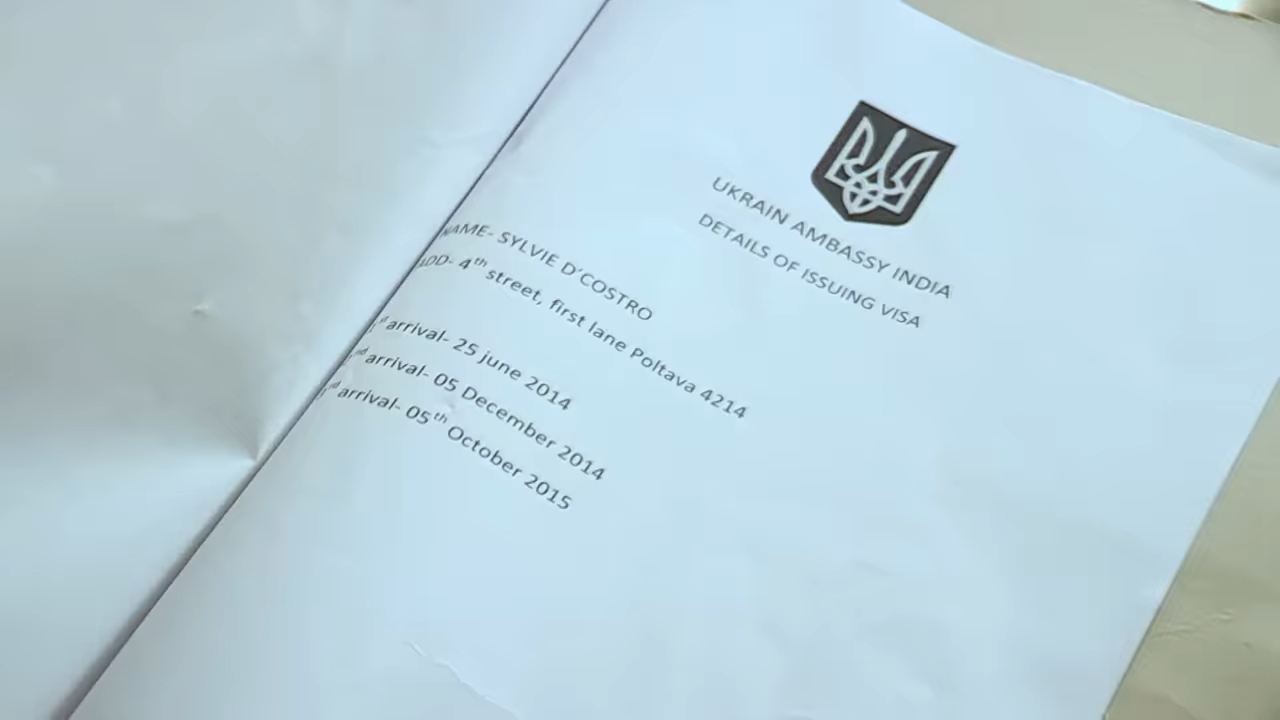 UKRAIN AMBASSY INDIA
DETAILS OF ISSUING VISA
NAME- SYLVIE D'COSTRO
ADD- 4th street, first lane Poltava 4214
1st arrival- 25 june 2014
arrival- 05 December 2014
arrival- 05th October 2015